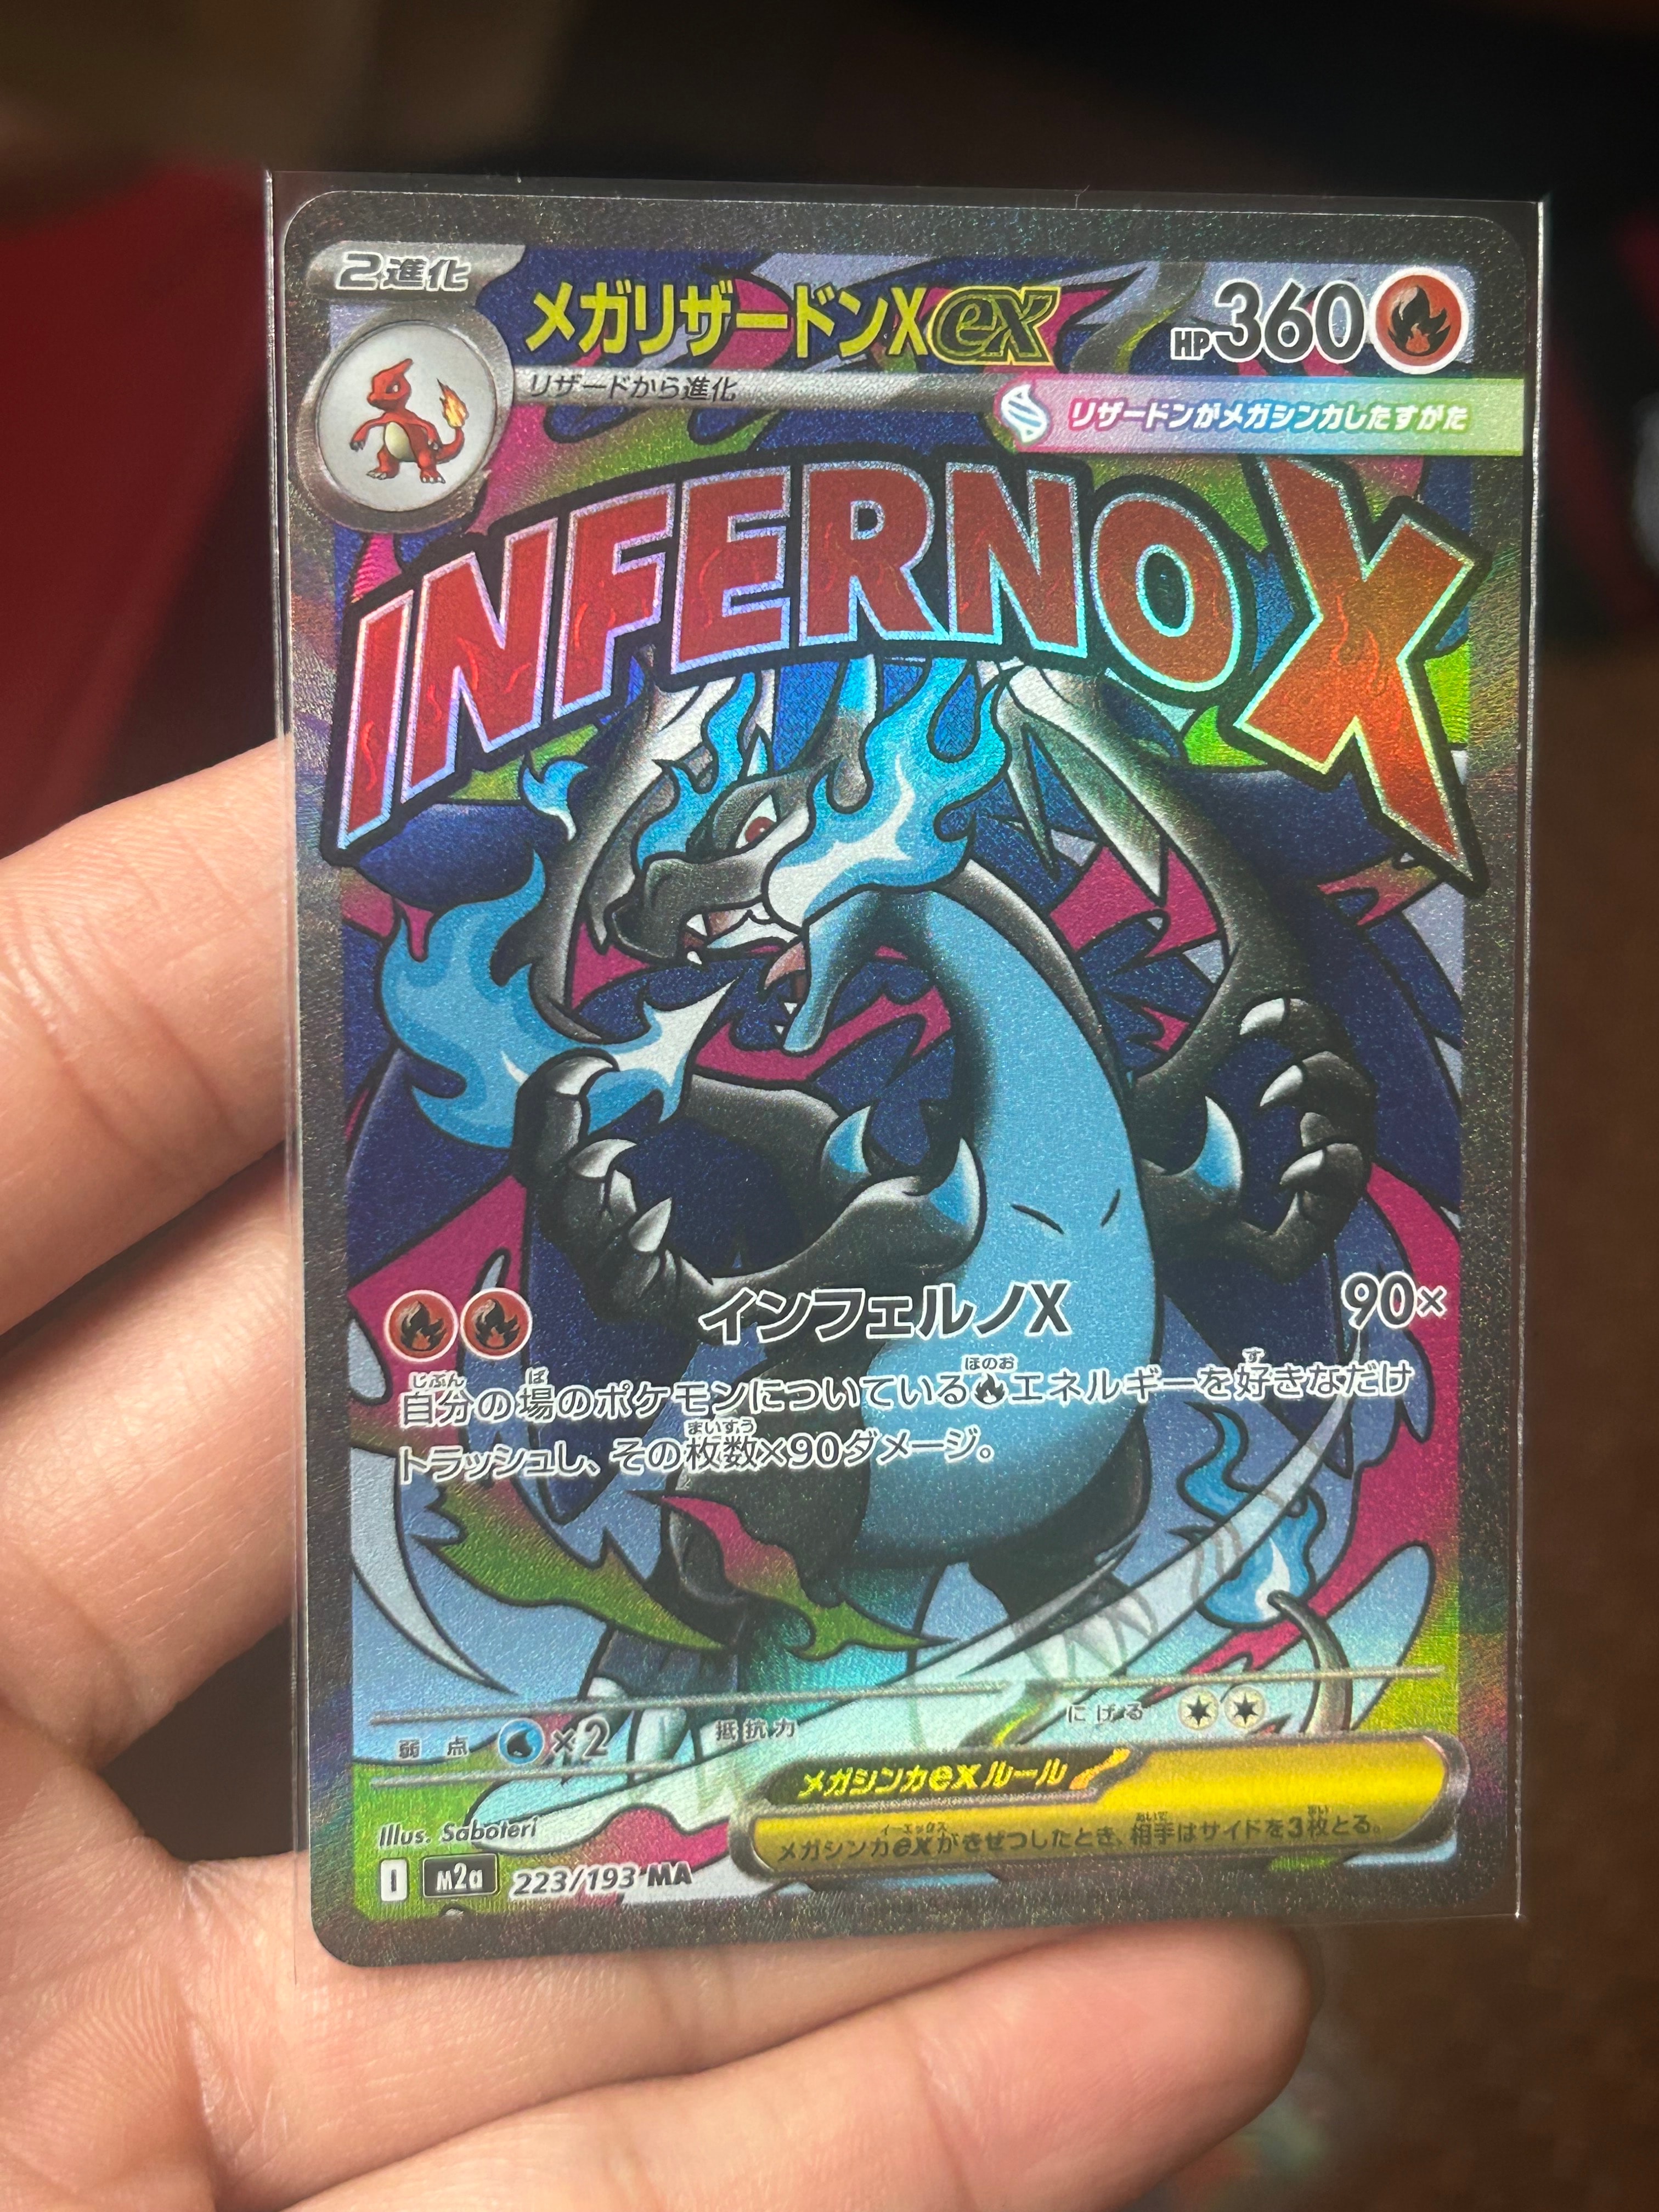 2進化
メガリザードンXex HP360
リザードから進化
リザードンがメガシンカしたすがた
INFERNO X
インフェルノX 90×
自分の場のポケモンについているエネルギーを好きなだけ
トラッシュし、その枚数×90ダメージ。
弱点 ×2 抵抗力 にげる
メガシンカexルール
メガシンカexがきぜつしたとき、相手はサイドを3枚とる。
Illus. Saboteri
I M2a 223/193 MA